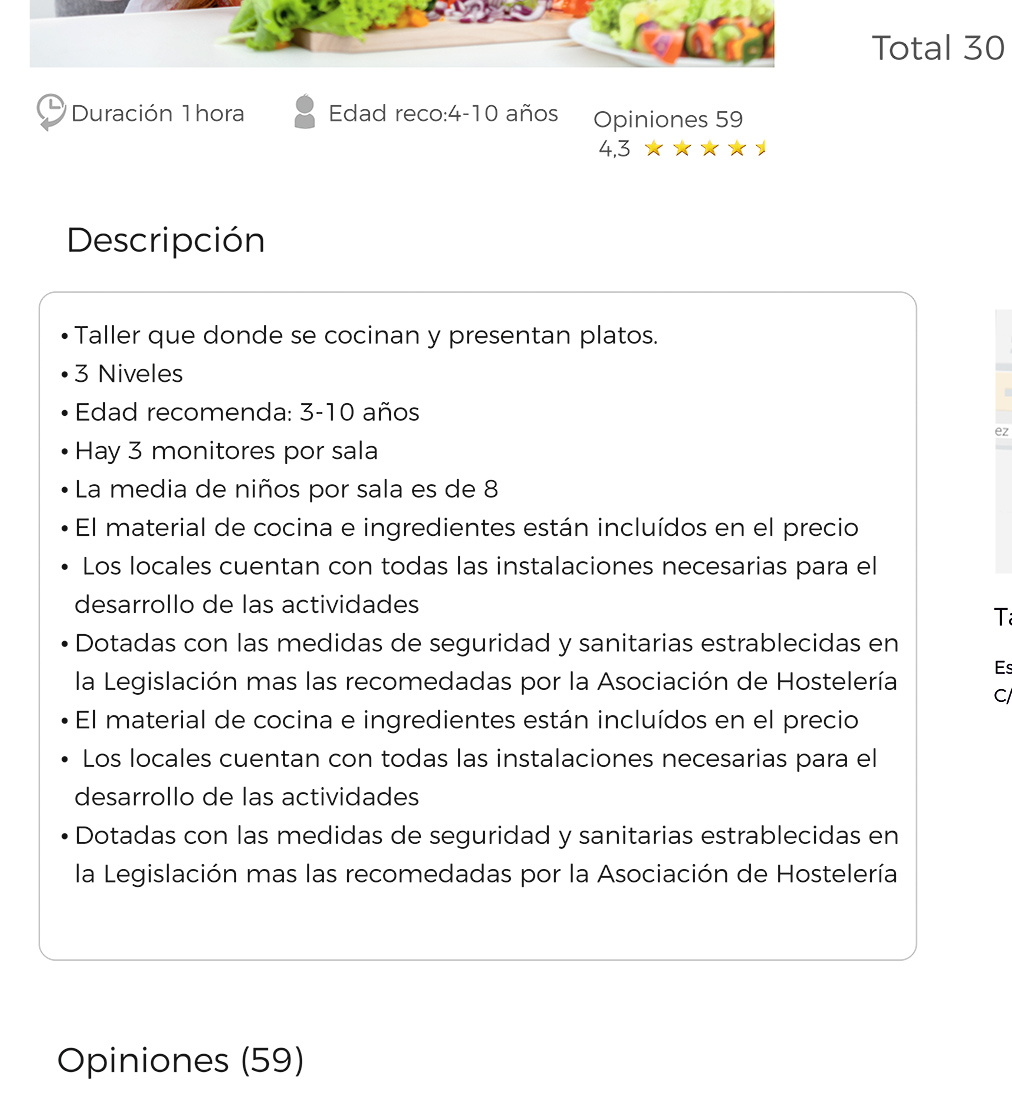 Total 30
Duración 1hora
Edad reco:4-10 años
Opiniones 59
4,3
Descripción
• Taller que donde se cocinan y presentan platos.
• 3 Niveles
• Edad recomenda: 3-10 años
• Hay 3 monitores por sala
• La media de niños por sala es de 8
• El material de cocina e ingredientes están incluídos en el precio
• Los locales cuentan con todas las instalaciones necesarias para el
desarrollo de las actividades
• Dotadas con las medidas de seguridad y sanitarias estrablecidas en
la Legislación mas las recomedadas por la Asociación de Hostelería
• El material de cocina e ingredientes están incluídos en el precio
• Los locales cuentan con todas las instalaciones necesarias para el
desarrollo de las actividades
• Dotadas con las medidas de seguridad y sanitarias estrablecidas en
la Legislación mas las recomedadas por la Asociación de Hostelería
ez
Ta
Es
C/
Opiniones (59)